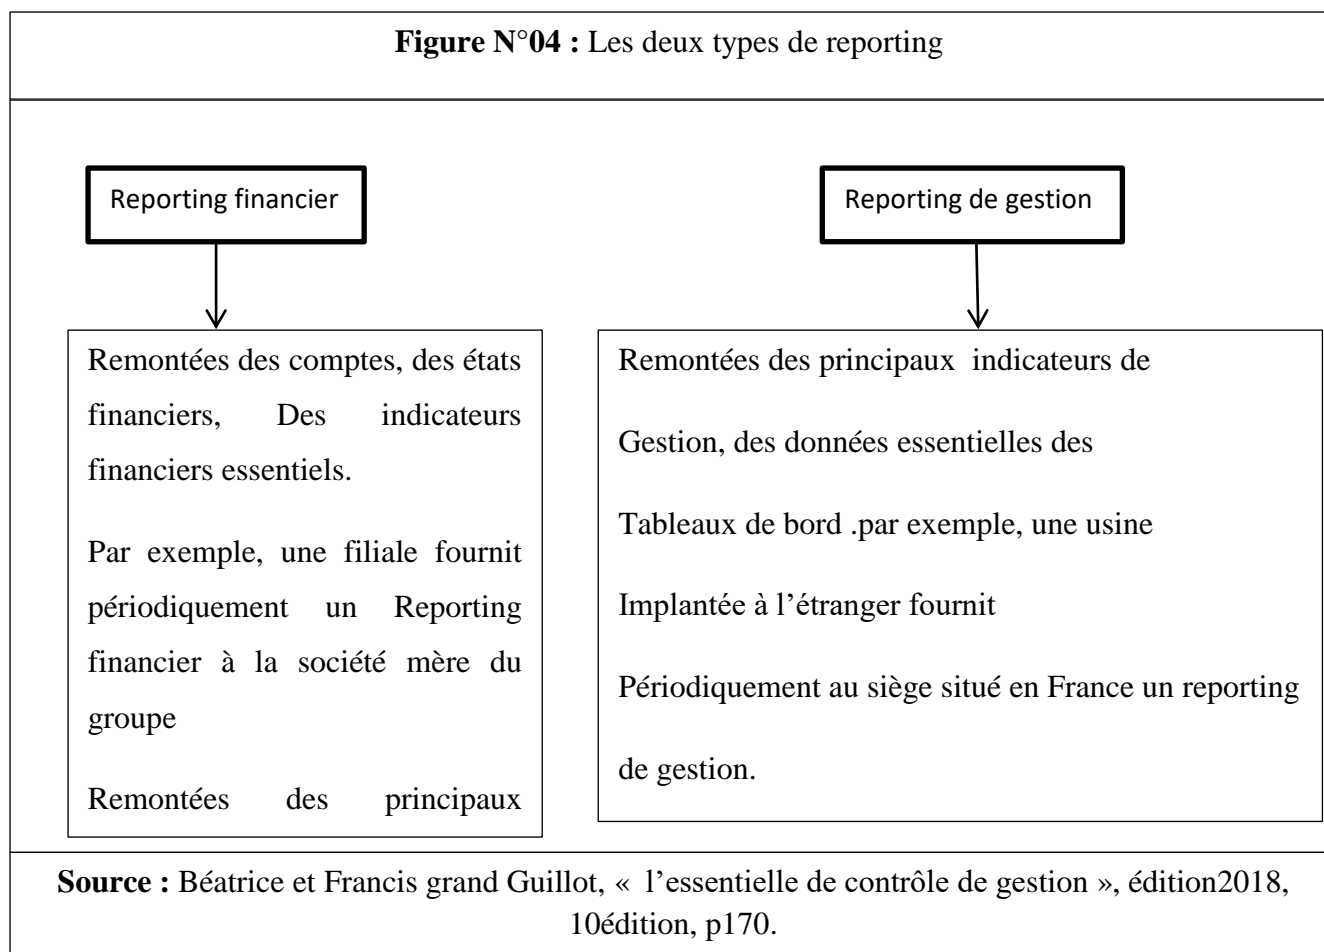 Figure N°04 : Les deux types de reporting
Reporting financier
Reporting de gestion
Remontées des comptes, des états
financiers, Des indicateurs
financiers essentiels.
Par exemple, une filiale fournit
périodiquement un Reporting
financier à la société mère du
groupe
Remontées des principaux
Remontées des principaux indicateurs de
Gestion, des données essentielles des
Tableaux de bord .par exemple, une usine
Implantée à l’étranger fournit
Périodiquement au siège situé en France un reporting
de gestion.
Source : Béatrice et Francis grand Guillot, « l’essentielle de contrôle de gestion », édition2018,
10édition, p170.